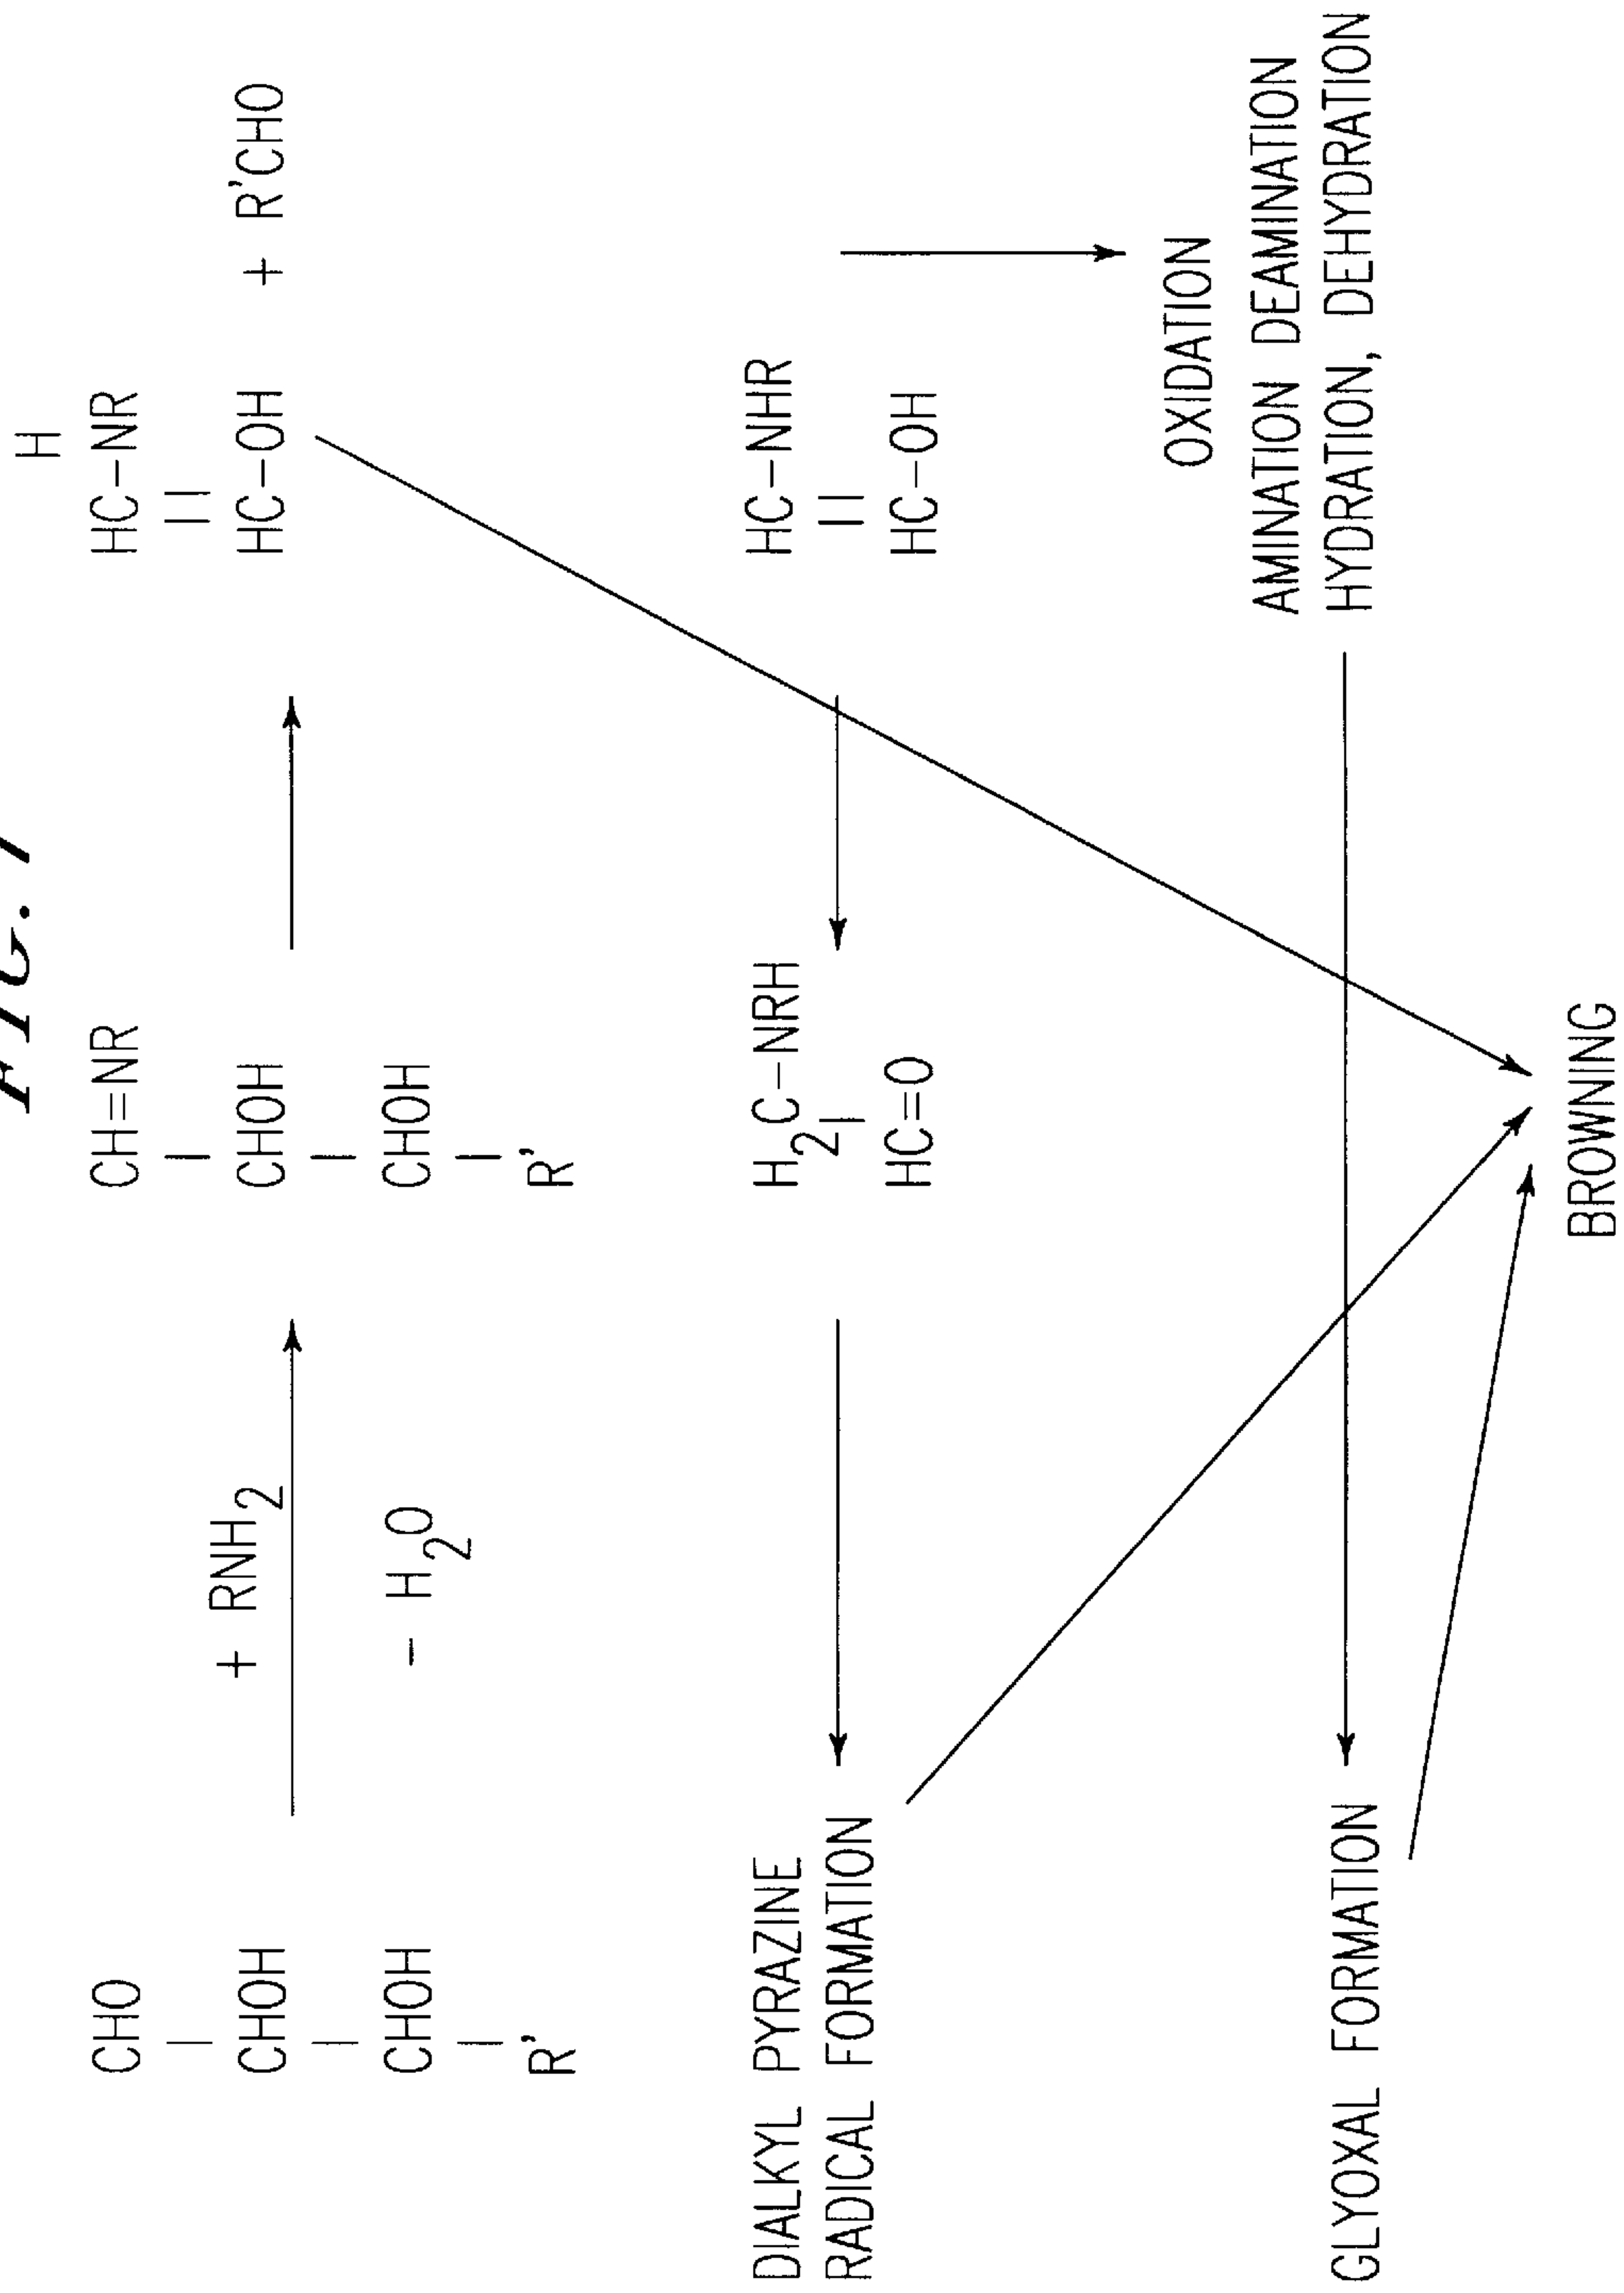 FIG.
H
CHO CH=NR HC-NR
+ RNH₂
CHOH CHOH HC-OH + R'CHO
CHOH - H₂O CHOH
R' R'
DIALKYL PYRAZINE H₂C-NRH HC-NHR
RADICAL FORMATION
HC=O HC-OH
OXIDATION
AMINATION DEAMINATION
GLYOXAL FORMATION HYDRATION, DEHYDRATION
BROWNING